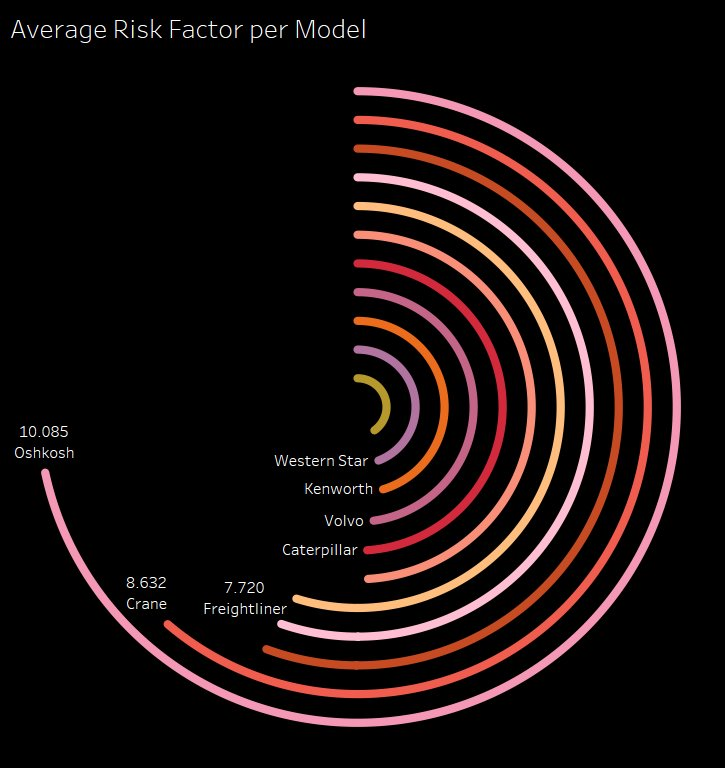 Average Risk Factor per Model
10.085
Oshkosh
Western Star
Kenworth
Volvo
Caterpillar
8.632
Crane
7.720
Freightliner